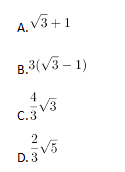 A. √3 + 1
B. 3(√3 − 1)
C. 4/3 √3
D. 2/3 √5